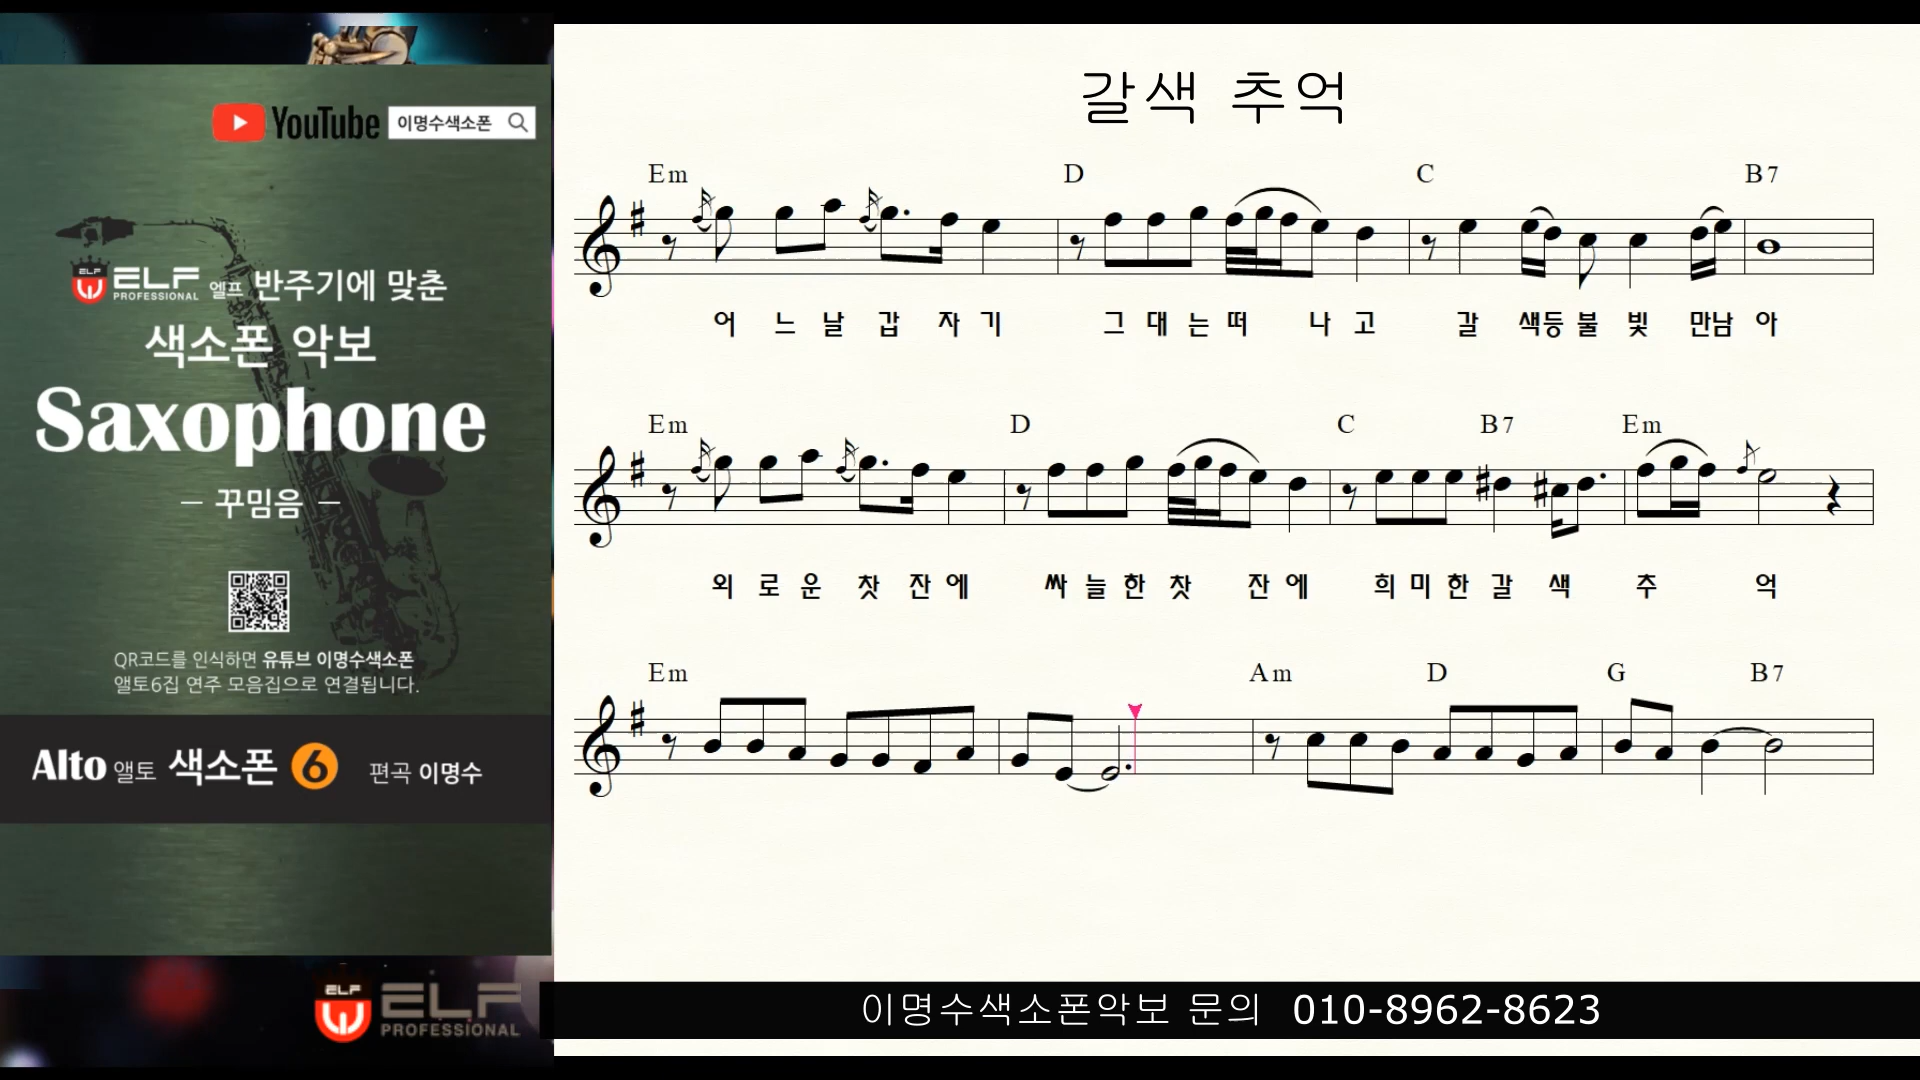 YouTube 이명수색소폰
ELF PROFESSIONAL 엘프 반주기에 맞춘
색소폰 악보
Saxophone
— 꾸밈음 —
QR코드를 인식하면 유튜브 이명수색소폰
앨토6집 연주 모음집으로 연결됩니다.
Alto 앨토 색소폰 6 편곡 이명수
ELF ELF
PROFESSIONAL
갈색 추억
Em D C B7
어 느 날 갑 자 기 그 대 는 떠 나 고 갈 색등 불 빛 만남 아
Em D C B7 Em
외 로 운 찻 잔 에 싸 늘 한 찻 잔 에 희 미 한 갈 색 추 억
Em Am D G B7
이명수색소폰악보 문의 010-8962-8623